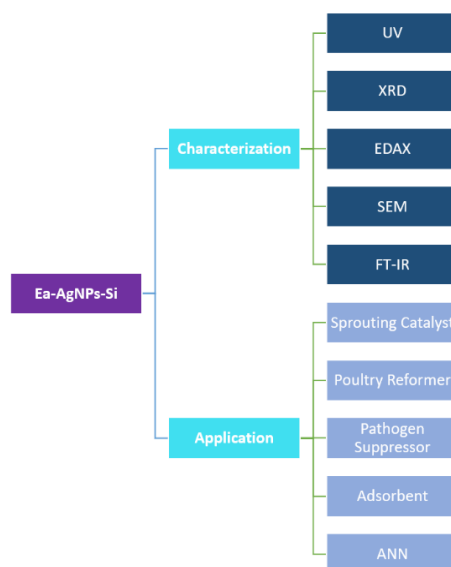 UV
XRD
Characterization
EDAX
SEM
FT-IR
Ea-AgNPs-Si
Sprouting Catalyst
Poultry Reformer
Application
Pathogen
Suppressor
Adsorbent
ANN